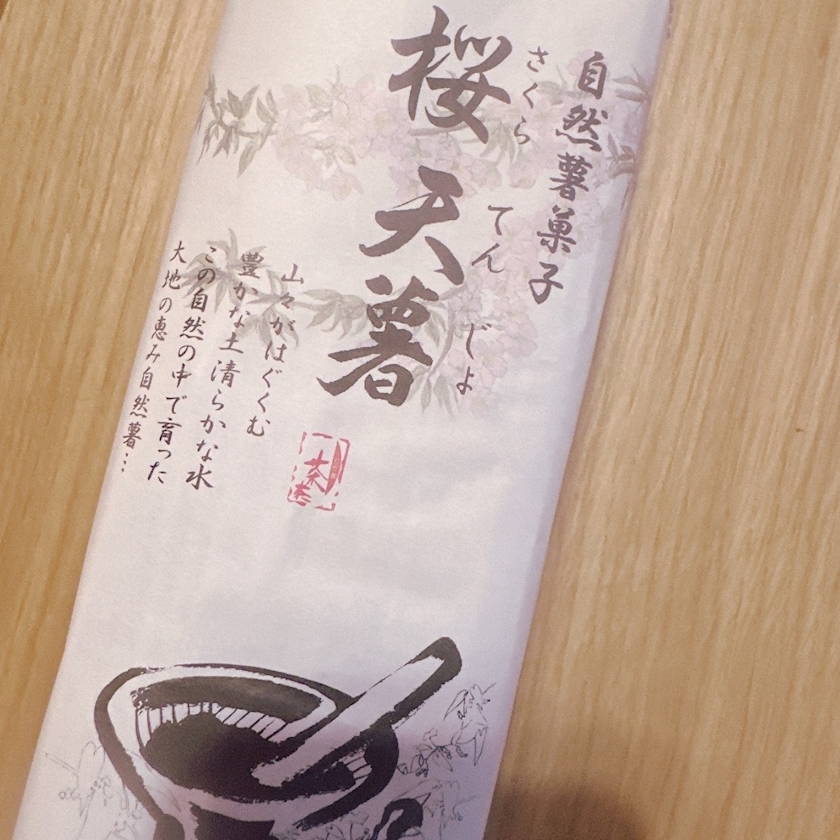 自然薯菓子
さくら てん じょ
桜天薯
山々がはぐくむ
豊かな土清らかな水
この自然の中で育った
大地の恵み自然薯…